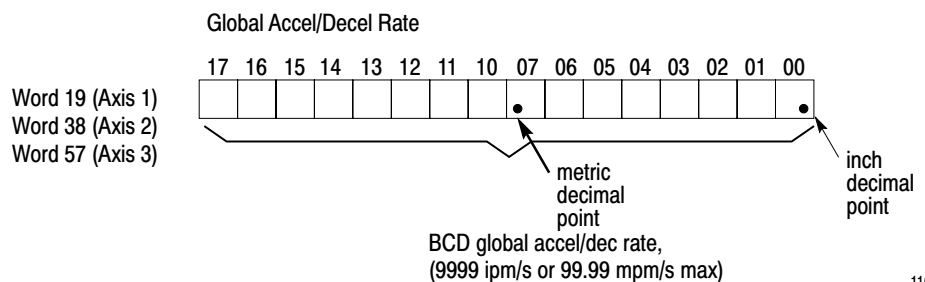 Global Accel/Decel Rate
17 16 15 14 13 12 11 10 07 06 05 04 03 02 01 00
Word 19 (Axis 1)
Word 38 (Axis 2)
Word 57 (Axis 3)
metric
decimal
point
inch
decimal
point
BCD global accel/dec rate,
(9999 ipm/s or 99.99 mpm/s max)